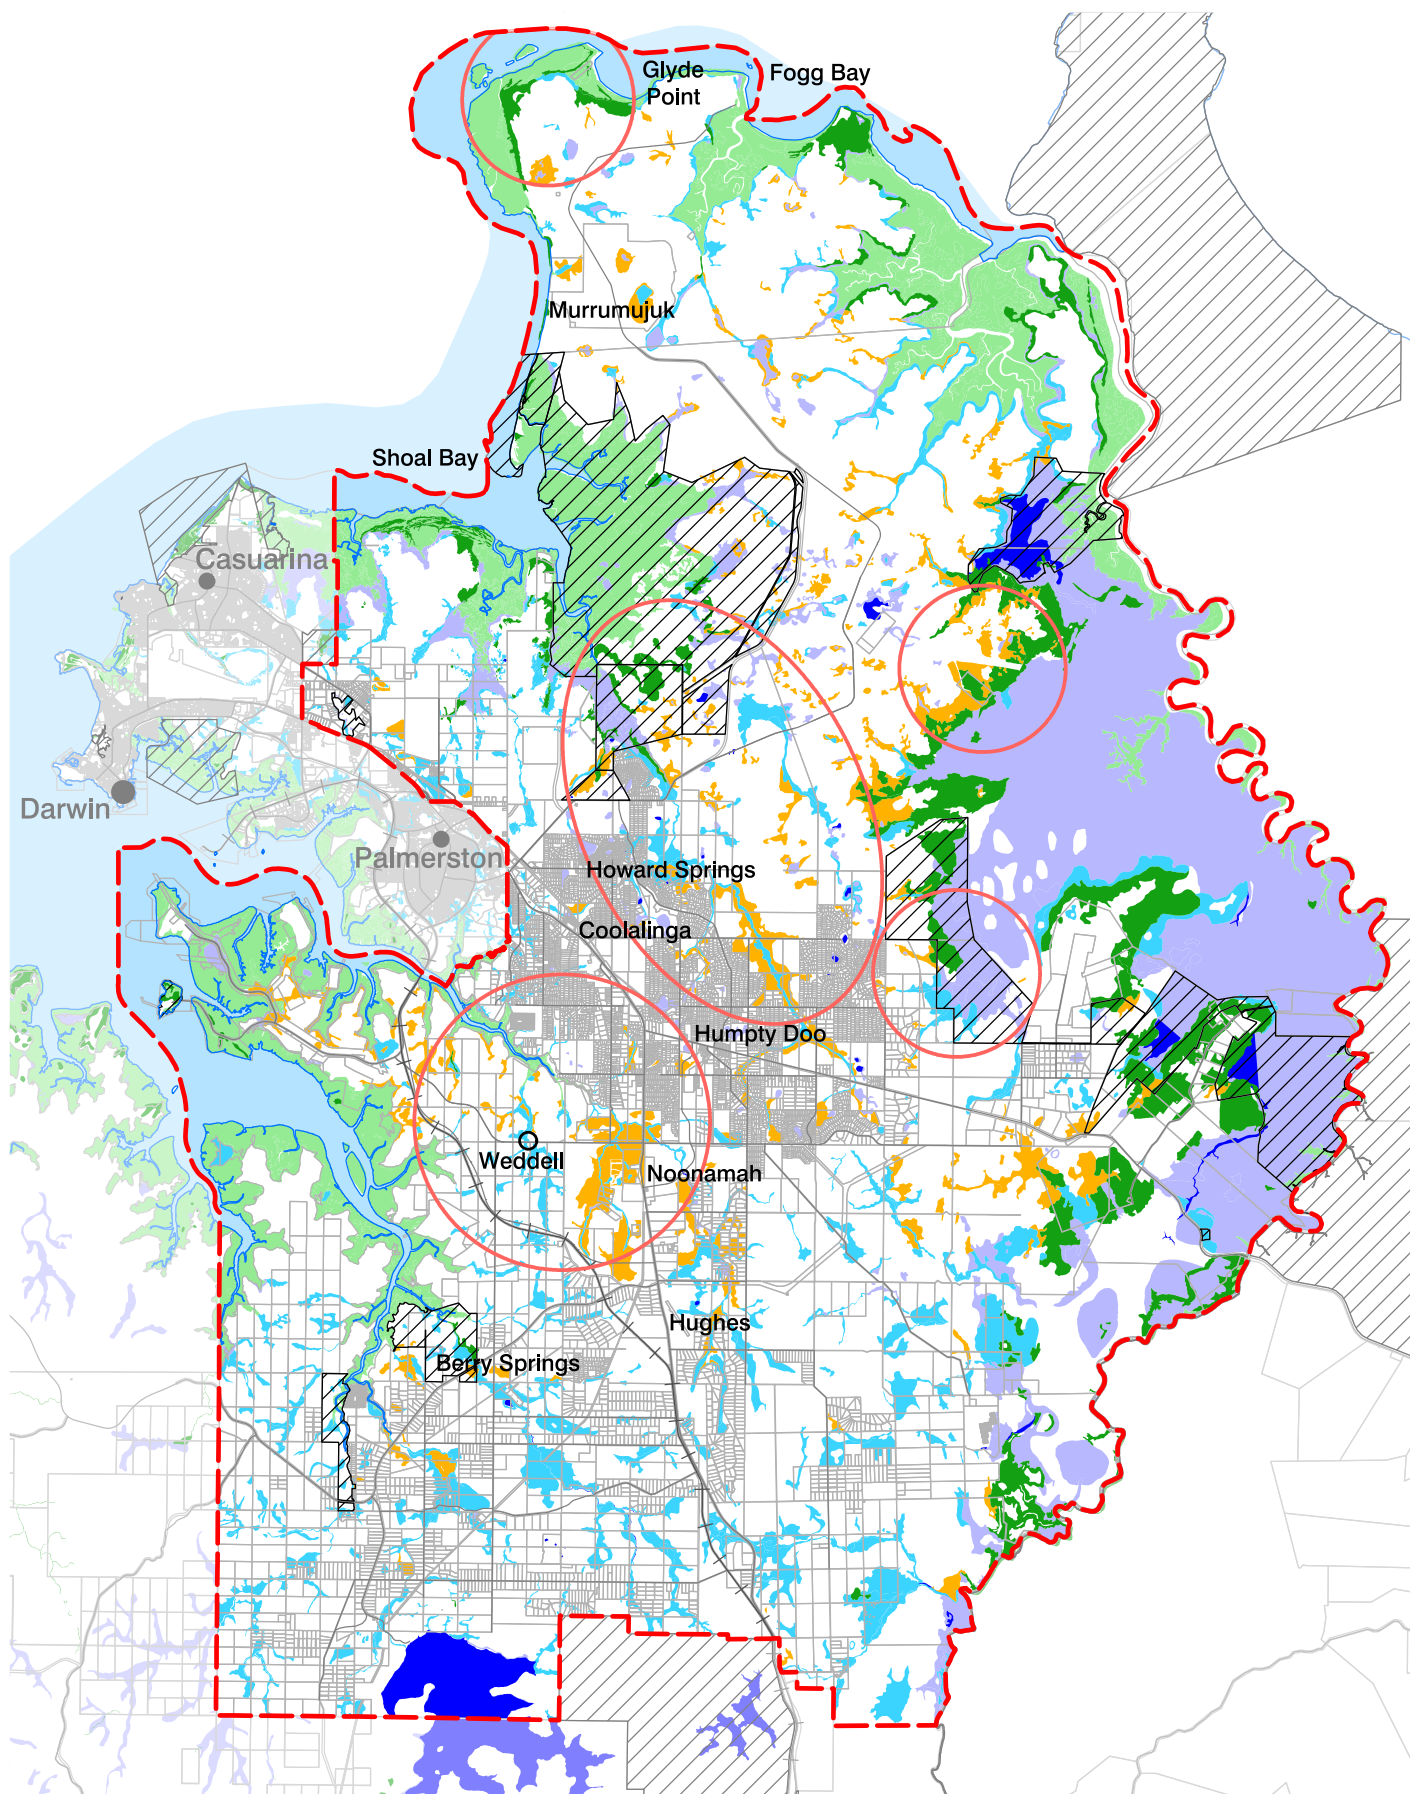 Glyde
Point
Fogg Bay
Murrumujuk
Shoal Bay
Casuarina
Darwin
Palmerston
Howard Springs
Coolalinga
Humpty Doo
Weddell
Noonamah
Hughes
Berry Springs